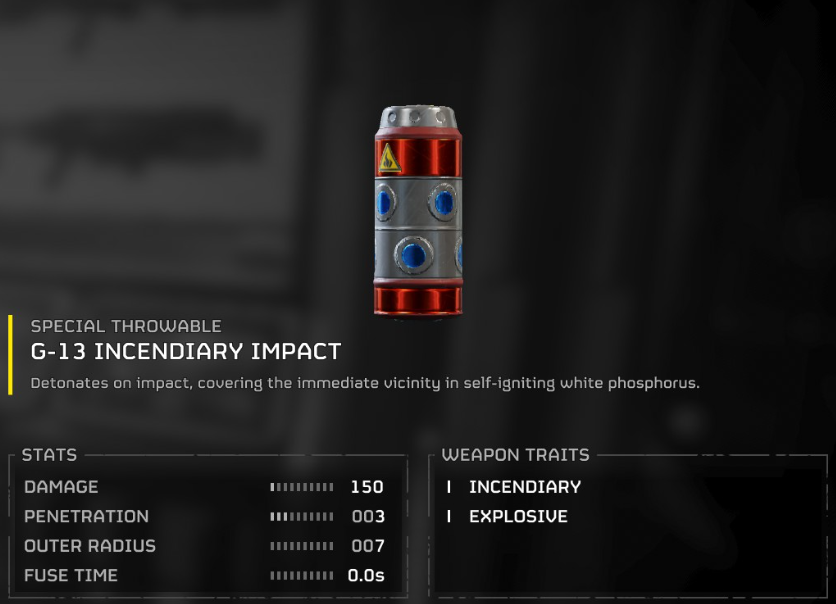 SPECIAL THROWABLE
G-13 INCENDIARY IMPACT
Detonates on impact, covering the immediate vicinity in self-igniting white phosphorus.
STATS
DAMAGE 150
PENETRATION 003
OUTER RADIUS 007
FUSE TIME 0.0s
WEAPON TRAITS
I INCENDIARY
I EXPLOSIVE